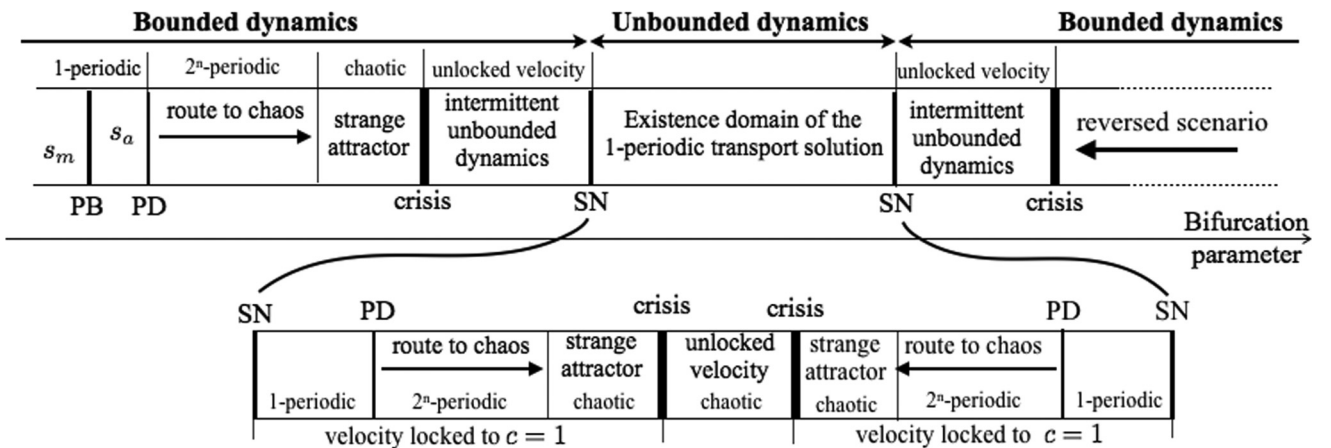 Bounded dynamics
Unbounded dynamics
Bounded dynamics
1-periodic
2ⁿ-periodic
chaotic
unlocked velocity
unlocked velocity
sₘ
sₐ
route to chaos
strange
attractor
intermittent
unbounded
dynamics
Existence domain of the
1-periodic transport solution
intermittent
unbounded
dynamics
reversed scenario
PB
PD
crisis
SN
SN
crisis
Bifurcation
parameter
SN
PD
crisis
crisis
PD
SN
route to chaos
strange
attractor
unlocked
velocity
strange
attractor
route to chaos
1-periodic
2ⁿ-periodic
chaotic
chaotic
chaotic
2ⁿ-periodic
1-periodic
velocity locked to c = 1
velocity locked to c = 1